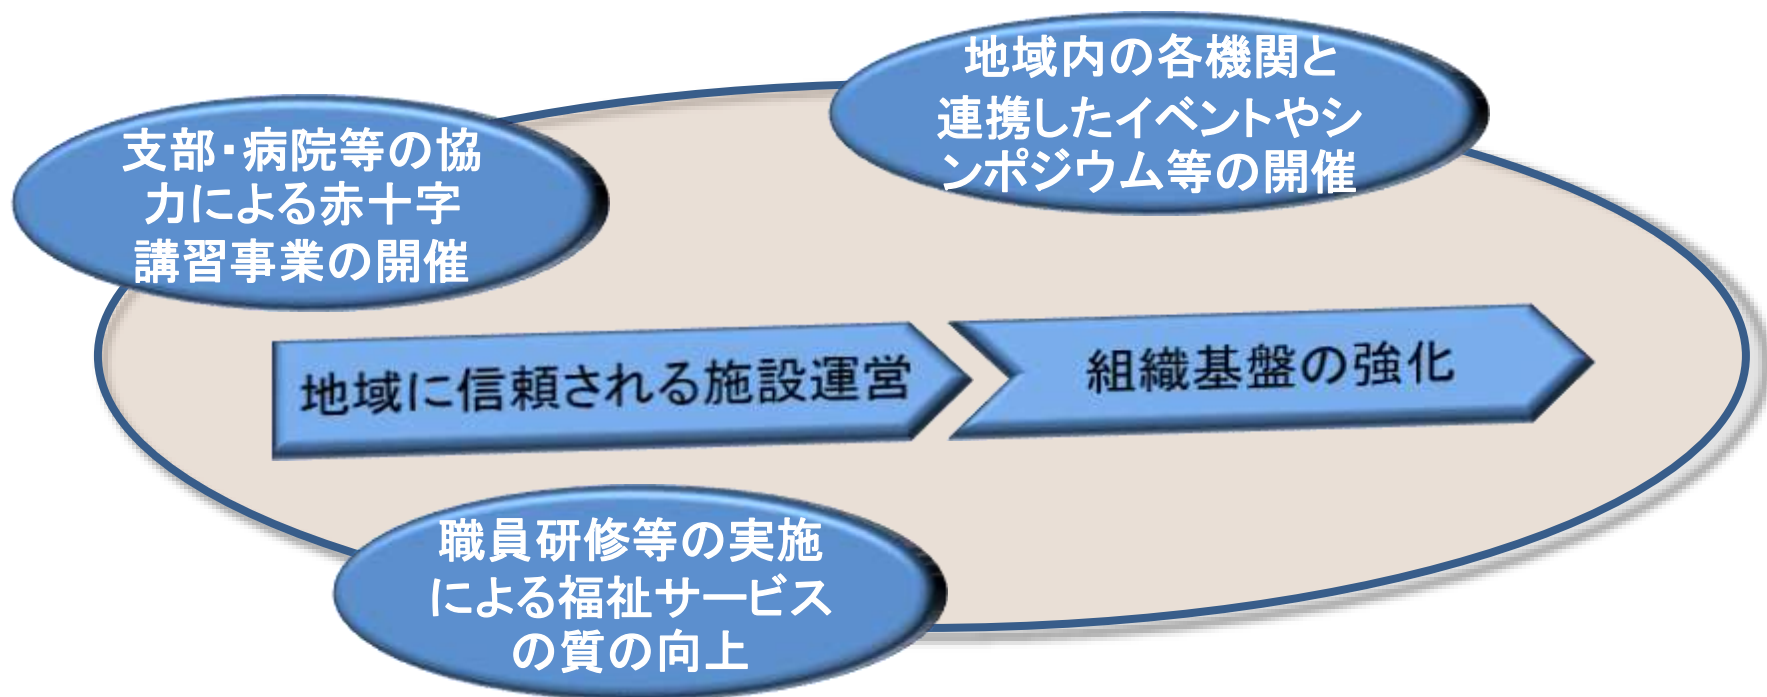 地域内の各機関と
連携したイベントやシ
ンポジウム等の開催
支部・病院等の協
力による赤十字
講習事業の開催
地域に信頼される施設運営
組織基盤の強化
職員研修等の実施
による福祉サービス
の質の向上